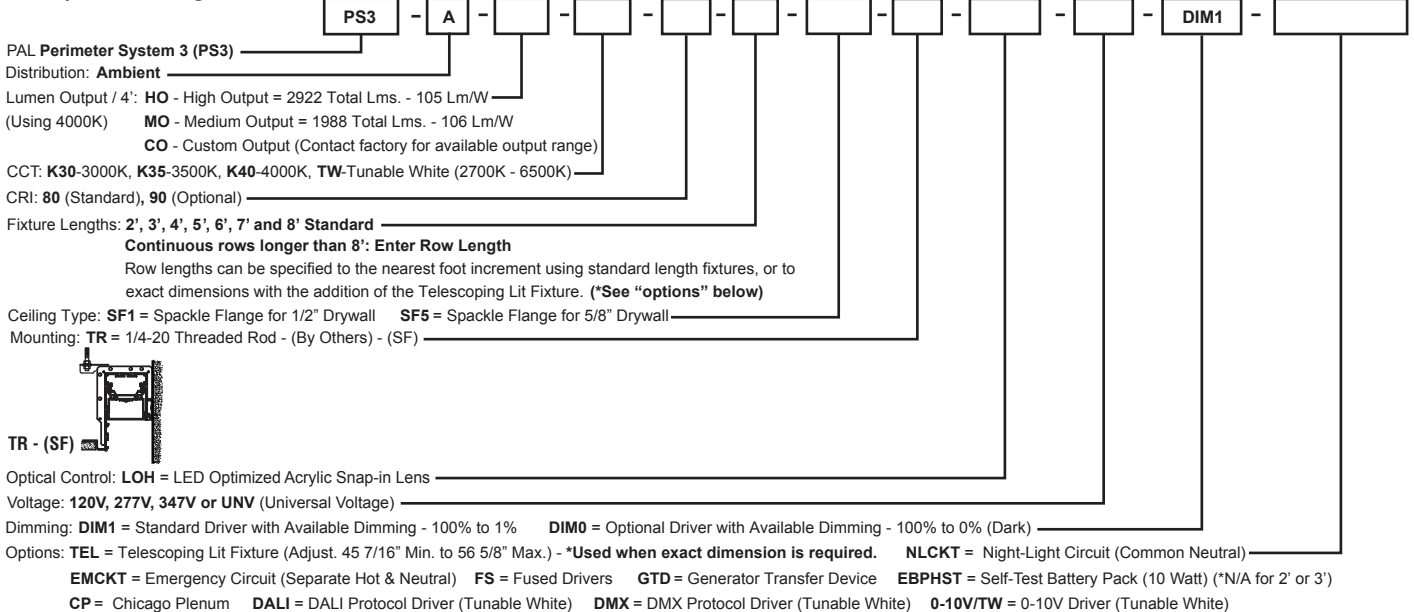 PS3 – A – – – – – – – – – DIM1 –
PAL Perimeter System 3 (PS3)
Distribution: Ambient
Lumen Output / 4’: HO - High Output = 2922 Total Lms. - 105 Lm/W
(Using 4000K) MO - Medium Output = 1988 Total Lms. - 106 Lm/W
CO - Custom Output (Contact factory for available output range)
CCT: K30-3000K, K35-3500K, K40-4000K, TW-Tunable White (2700K - 6500K)
CRI: 80 (Standard), 90 (Optional)
Fixture Lengths: 2’, 3’, 4’, 5’, 6’, 7’ and 8’ Standard
Continuous rows longer than 8’: Enter Row Length
Row lengths can be specified to the nearest foot increment using standard length fixtures, or to
exact dimensions with the addition of the Telescoping Lit Fixture. (*See “options” below)
Ceiling Type: SF1 = Spackle Flange for 1/2” Drywall SF5 = Spackle Flange for 5/8” Drywall
Mounting: TR = 1/4-20 Threaded Rod - (By Others) - (SF)
TR - (SF)
Optical Control: LOH = LED Optimized Acrylic Snap-in Lens
Voltage: 120V, 277V, 347V or UNV (Universal Voltage)
Dimming: DIM1 = Standard Driver with Available Dimming - 100% to 1% DIM0 = Optional Driver with Available Dimming - 100% to 0% (Dark)
Options: TEL = Telescoping Lit Fixture (Adjust. 45 7/16” Min. to 56 5/8” Max.) - *Used when exact dimension is required. NLCKT = Night-Light Circuit (Common Neutral)
EMCKT = Emergency Circuit (Separate Hot & Neutral) FS = Fused Drivers GTD = Generator Transfer Device EBPHST = Self-Test Battery Pack (10 Watt) (*N/A for 2’ or 3’)
CP = Chicago Plenum DALI = DALI Protocol Driver (Tunable White) DMX = DMX Protocol Driver (Tunable White) 0-10V/TW = 0-10V Driver (Tunable White)